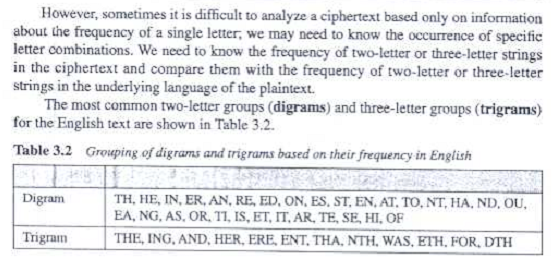 However, sometimes it is difficult to analyze a ciphertext based only on information
about the frequency of a single letter; we may need to know the occurrence of specific
letter combinations. We need to know the frequency of two-letter or three-letter strings
in the ciphertext and compare them with the frequency of two-letter or three-letter
strings in the underlying language of the plaintext.
The most common two-letter groups (digrams) and three-letter groups (trigrams)
for the English text are shown in Table 3.2.
Table 3.2 Grouping of digrams and trigrams based on their frequency in English
Digram TH, HE, IN, ER, AN, RE, ED, ON, ES, ST, EN, AT, TO, NT, HA, ND, OU,
EA, NG, AS, OR, TI, IS, ET, IT, AR, TE, SE, HI, OF
Trigram THE, ING, AND, HER, ERE, ENT, THA, NTH, WAS, ETH, FOR, DTH